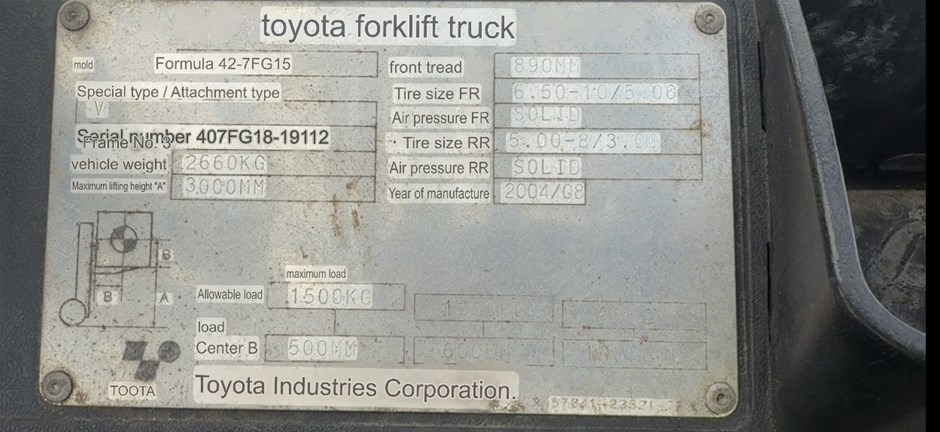 toyota forklift truck
mold Formula 42-7FG15
Special type / Attachment type
V
Serial number 407FG18-19112
Frame No. 3
vehicle weight 2660KG
Maximum lifting height "A" 3000MM
front tread 890MM
Tire size FR 6.50-10/5.00
Air pressure FR SOLID
Tire size RR 5.00-8/3.00
Air pressure RR SOLID
Year of manufacture 2004/08
B
B A
maximum load
Allowable load 1500KG
load
Center B 500MM
TOOTA
Toyota Industries Corporation.